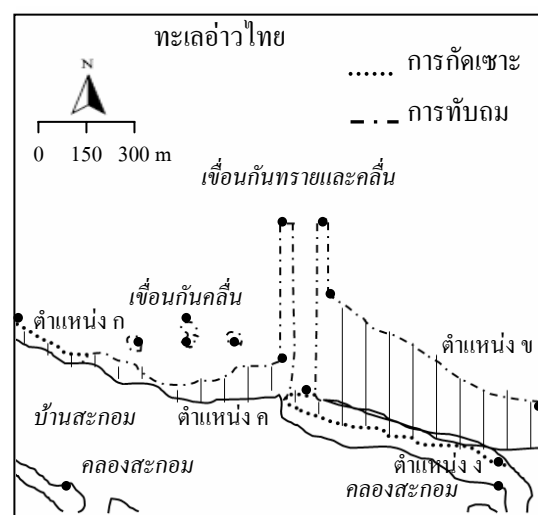 ทะเลอ่าวไทย
การกัดเซาะ
N
การทับถม
0 150 300 m
เขื่อนกันทรายและคลื่น
เขื่อนกันคลื่น
ตำแหน่ง ก
ตำแหน่ง ข
บ้านสะกอม
ตำแหน่ง ค
คลองสะกอม
ตำแหน่ง ง
คลองสะกอม